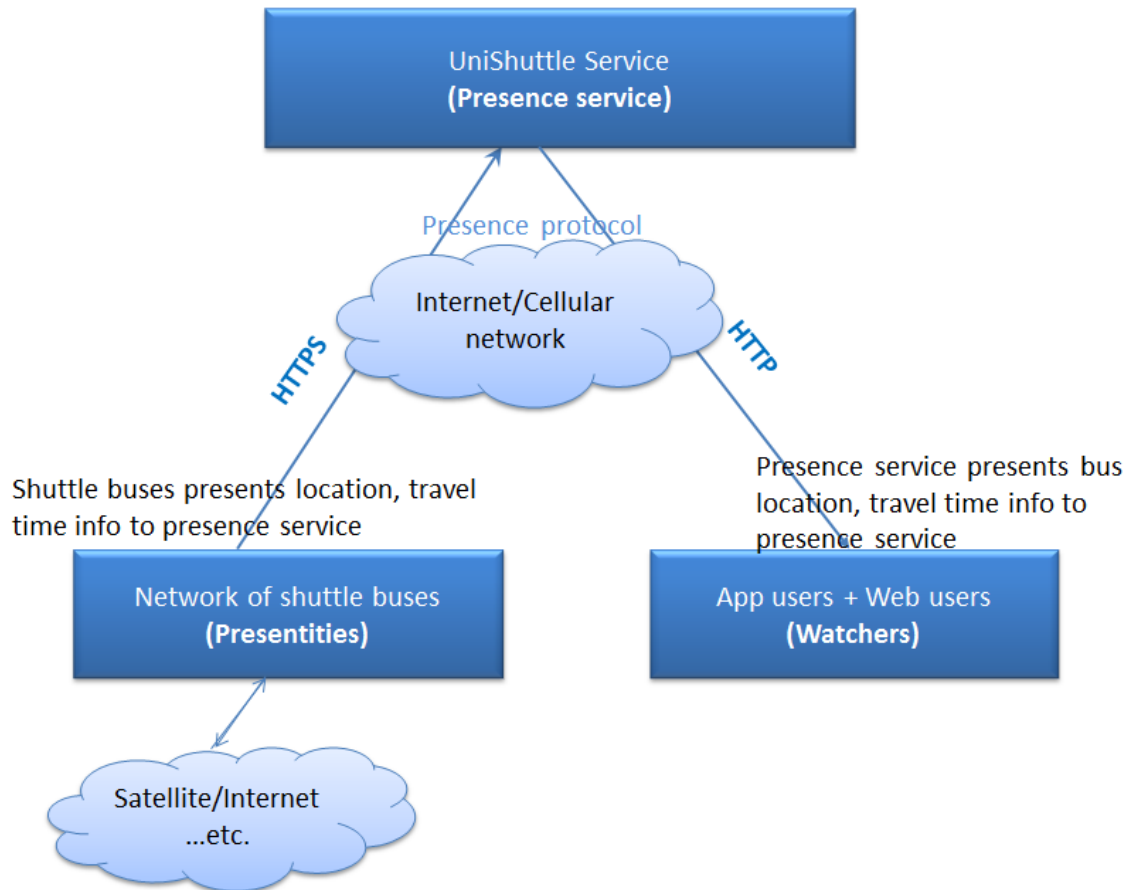 UniShuttle Service
(Presence service)
Presence protocol
Internet/Cellular
network
HTTPS
HTTP
Shuttle buses presents location, travel
time info to presence service
Presence service presents bus
location, travel time info to
presence service
Network of shuttle buses
(Presentities)
App users + Web users
(Watchers)
Satellite/Internet
...etc.